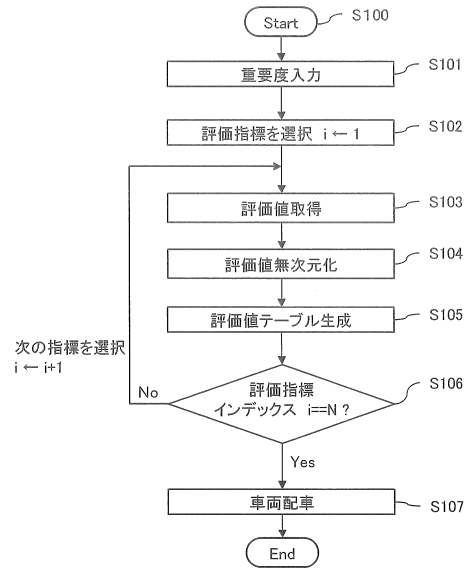 Start
S100
重要度入力
S101
評価指標を選択 i ← 1
S102
評価値取得
S103
評価値無次元化
S104
評価値テーブル生成
S105
次の指標を選択
i ← i+1
No
評価指標
インデックス i==N ?
S106
Yes
車両配車
S107
End